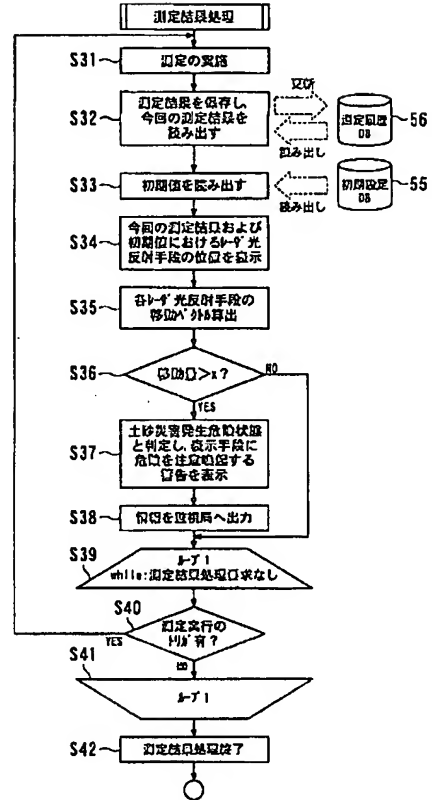 測定結果処理
S31
測定の実施
S32
測定結果を保存し、
今回の測定結果を
読み出す
更新
読み出し
測定履歴
DB
56
S33
初期値を読み出す
読み出し
初期設定
DB
55
S34
今回の測定結果および
初期値におけるレーザ光
反射手段の位置を表示
S35
各レーザ光反射手段の
移動ベクトル算出
S36
移動量>x?
NO
YES
S37
土砂災害発生危険状態
と判定し、表示手段に
危険を注意喚起する
警告を表示
S38
情報を監視局へ出力
S39
ループ1
while:測定結果処理要求なし
S40
測定実行の
トリガ有?
YES
NO
S41
ループ1
S42
測定結果処理終了